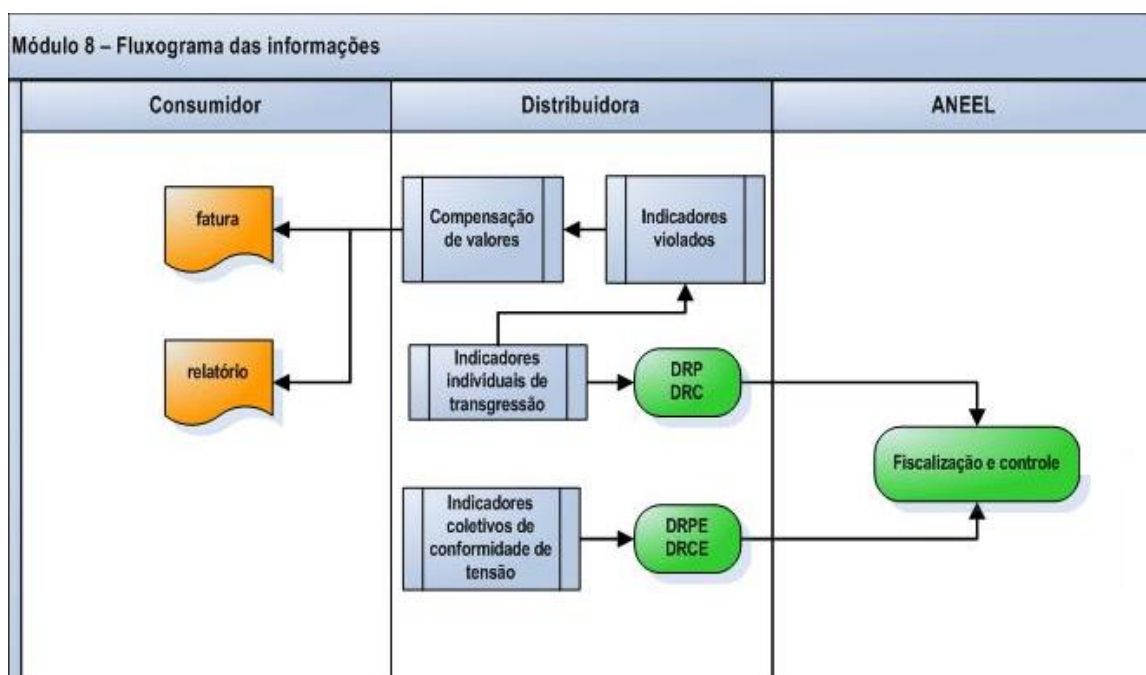 Módulo 8 – Fluxograma das informações
Consumidor
Distribuidora
ANEEL
fatura
Compensação
de valores
Indicadores
violados
relatório
Indicadores
individuais de
transgressão
DRP
DRC
Fiscalização e controle
Indicadores
coletivos de
conformidade de
tensão
DRPE
DRCE